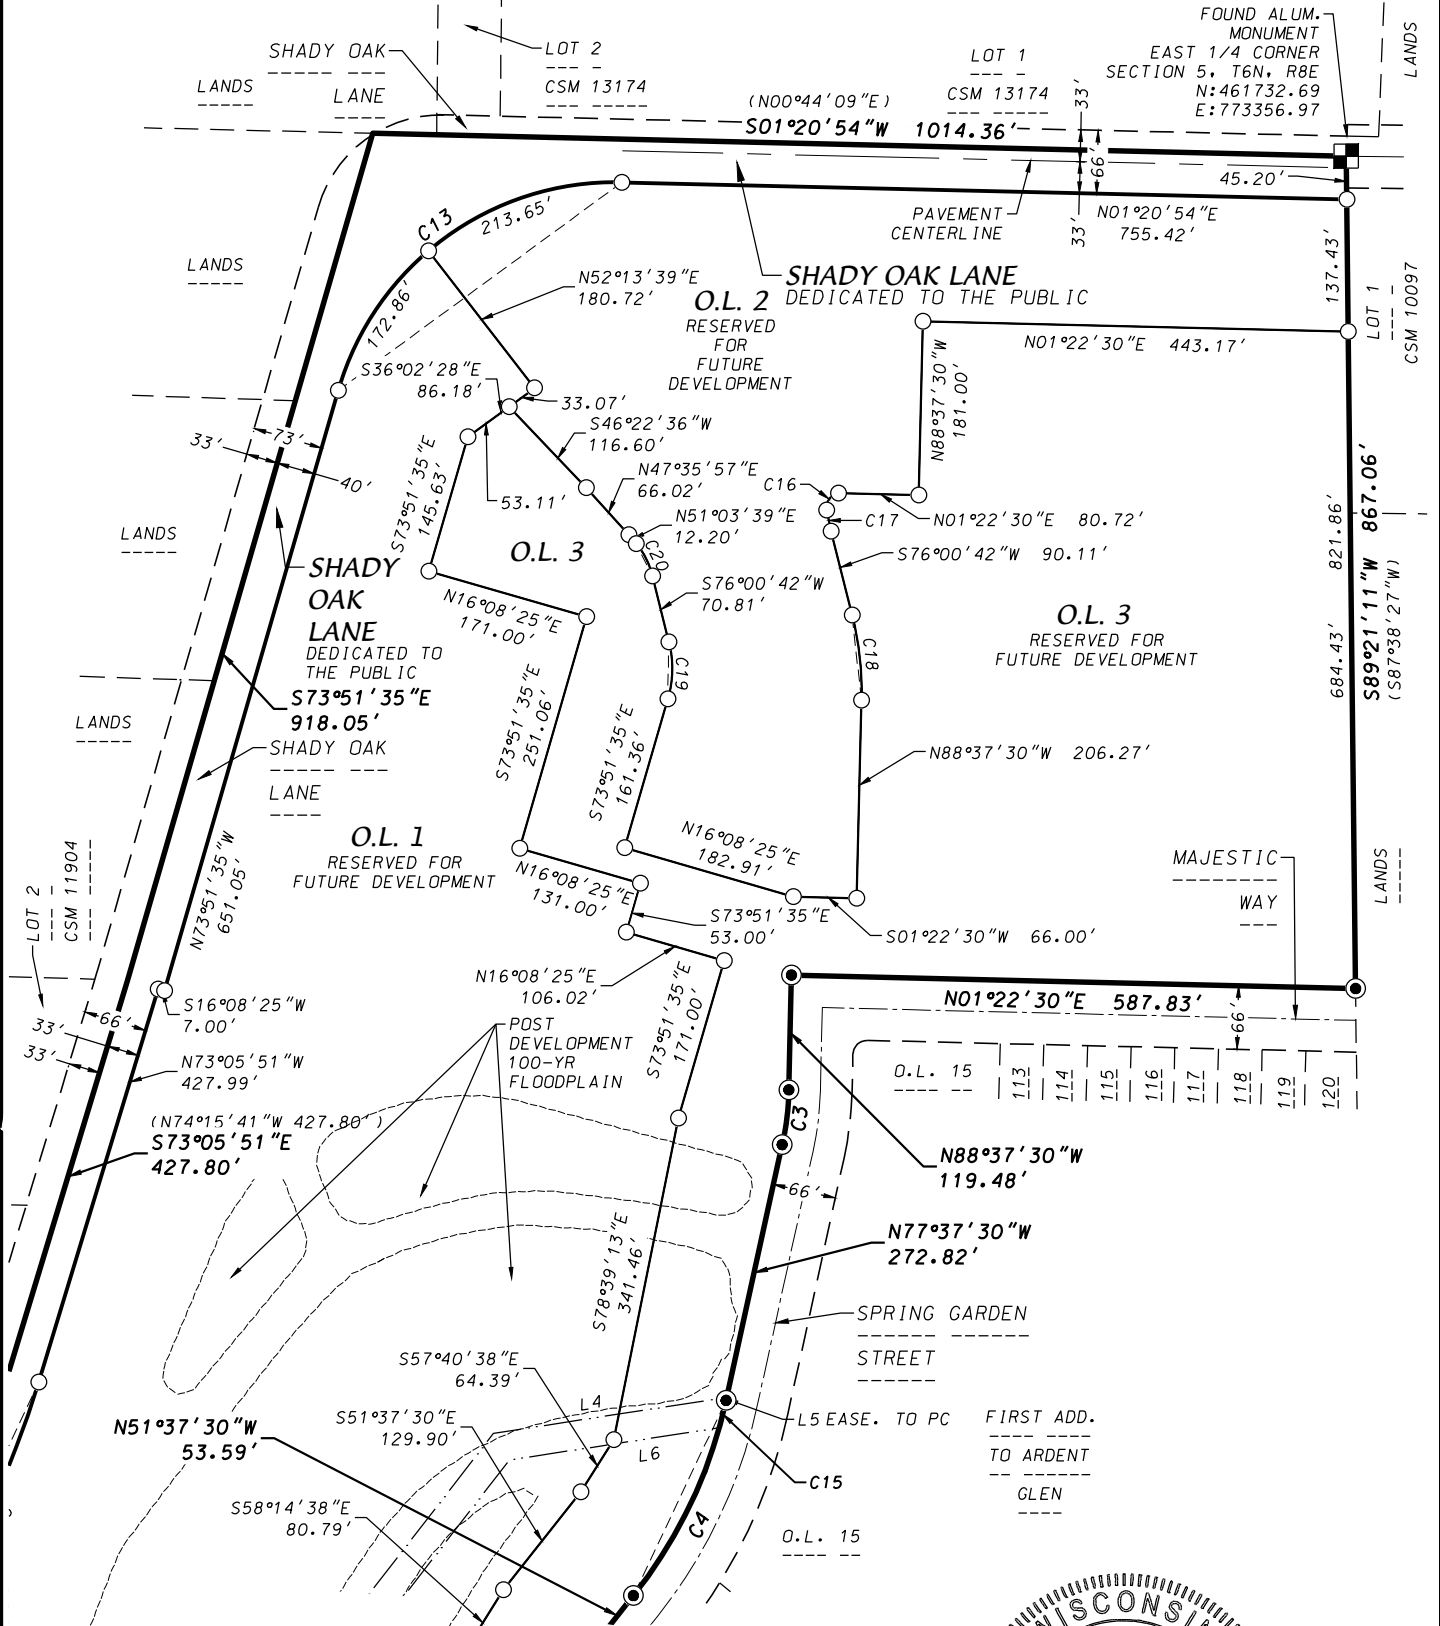 SHADY OAK
LANE
LANDS
LOT 2
CSM 13174
LOT 1
CSM 13174
FOUND ALUM.
MONUMENT
EAST 1/4 CORNER
SECTION 5, T6N, R8E
N:461732.69
E:773356.97
LANDS
(N00°44'09"E)
S01°20'54"W 1014.36'
33'
66'
33'
45.20'
PAVEMENT
CENTERLINE
N01°20'54"E
755.42'
C13
213.65'
172.86'
LANDS
N52°13'39"E
180.72'
O.L. 2
RESERVED
FOR
FUTURE
DEVELOPMENT
SHADY OAK LANE
DEDICATED TO THE PUBLIC
137.43'
LOT 1
CSM 10097
N01°22'30"E 443.17'
N88°37'30"W
181.00'
S36°02'28"E
86.18'
33.07'
S46°22'36"W
116.60'
73'
33'
40'
S73°51'35"E
145.63'
53.11'
N47°35'57"E
66.02'
C16
C17
N51°03'39"E
12.20'
N01°22'30"E 80.72'
C20
S76°00'42"W 90.11'
821.86'
S89°21'11"W 867.06'
(S87°38'27"W)
684.43'
LANDS
O.L. 3
SHADY
OAK
LANE
DEDICATED TO
THE PUBLIC
N16°08'25"E
171.00'
S76°00'42"W
70.81'
O.L. 3
RESERVED FOR
FUTURE DEVELOPMENT
C18
C19
S73°51'35"E
918.05'
LANDS
SHADY OAK
LANE
S73°51'35"E
251.06'
S73°51'35"E
161.36'
N88°37'30"W 206.27'
O.L. 1
RESERVED FOR
FUTURE DEVELOPMENT
N16°08'25"E
182.91'
MAJESTIC
WAY
LANDS
LOT 2
CSM 11904
N73°51'35"W
651.05'
N16°08'25"E
131.00'
S73°51'35"E
53.00'
S01°22'30"W 66.00'
N16°08'25"E
106.02'
S16°08'25"W
7.00'
66'
33'
33'
N73°05'51"W
427.99'
(N74°15'41"W 427.80')
S73°05'51"E
427.80'
POST
DEVELOPMENT
100-YR
FLOODPLAIN
S73°51'35"E
171.00'
N01°22'30"E 587.83'
66'
O.L. 15
113
114
115
116
117
118
119
120
C3
N88°37'30"W
119.48'
66'
N77°37'30"W
272.82'
S78°39'13"E
341.46'
SPRING GARDEN
STREET
S57°40'38"E
64.39'
L4
N51°37'30"W
53.59'
S51°37'30"E
129.90'
L5 EASE. TO PC
L6
FIRST ADD.
TO ARDENT
GLEN
C15
S58°14'38"E
80.79'
C4
O.L. 15
WISCONSIN